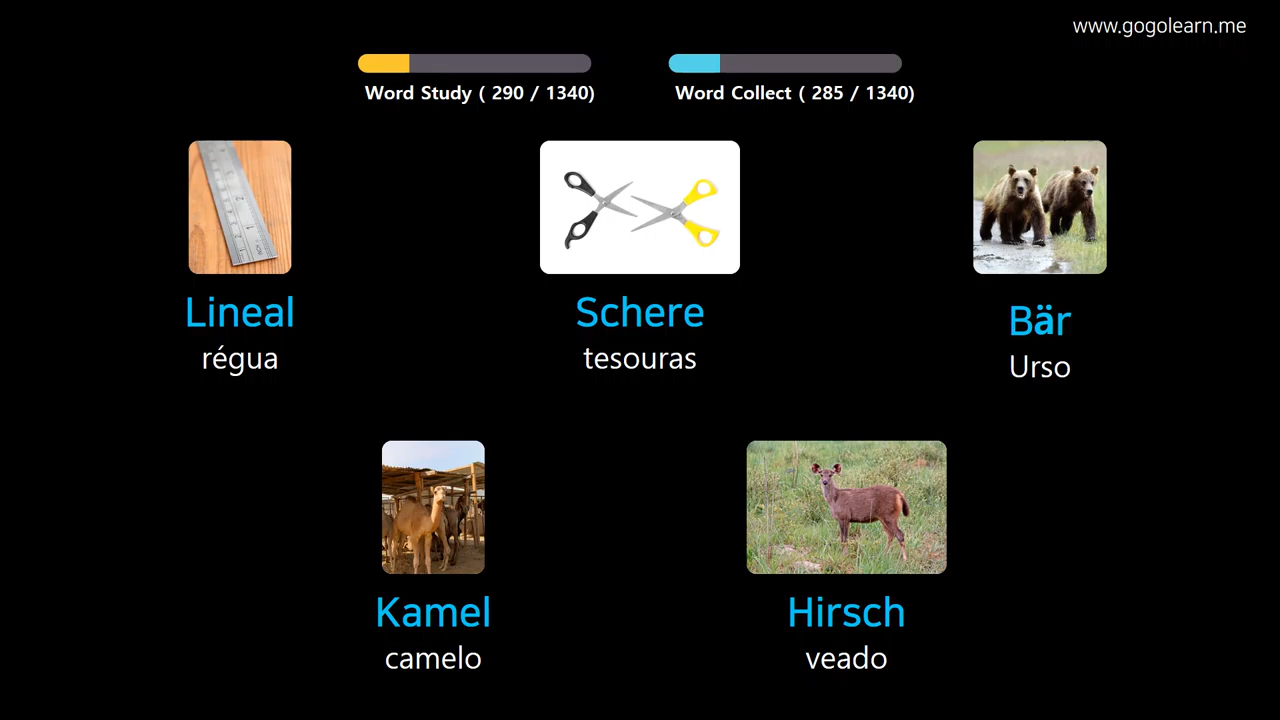 www.gogolearn.me
Word Study ( 290 / 1340)
Word Collect ( 285 / 1340)
Lineal
régua
Schere
tesouras
Bär
Urso
Kamel
camelo
Hirsch
veado